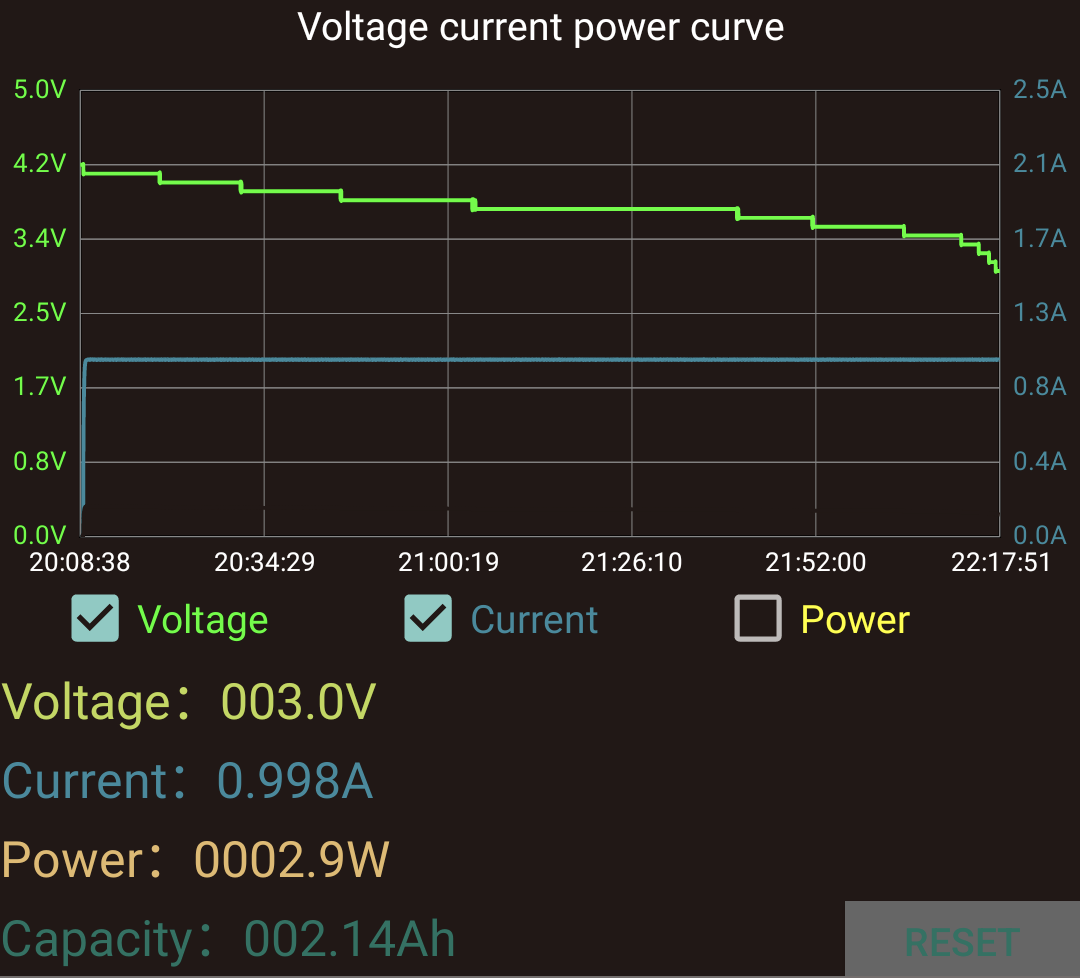 Voltage current power curve
5.0V 2.5A
4.2V 2.1A
3.4V 1.7A
2.5V 1.3A
1.7V 0.8A
0.8V 0.4A
0.0V 0.0A
20:08:38 20:34:29 21:00:19 21:26:10 21:52:00 22:17:51
Voltage Current Power
Voltage：003.0V
Current：0.998A
Power：0002.9W
Capacity：002.14Ah
RESET